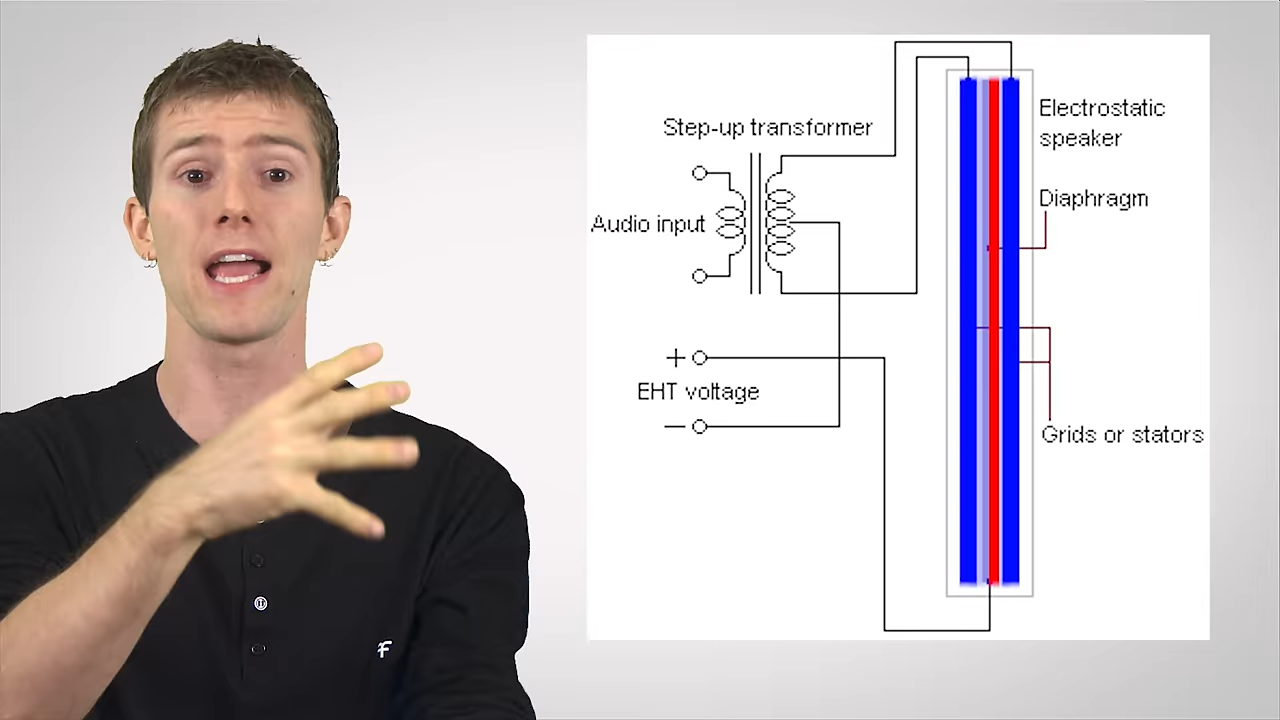 Step-up transformer
Audio input
+
EHT voltage
−
Electrostatic
speaker
Diaphragm
Grids or stators